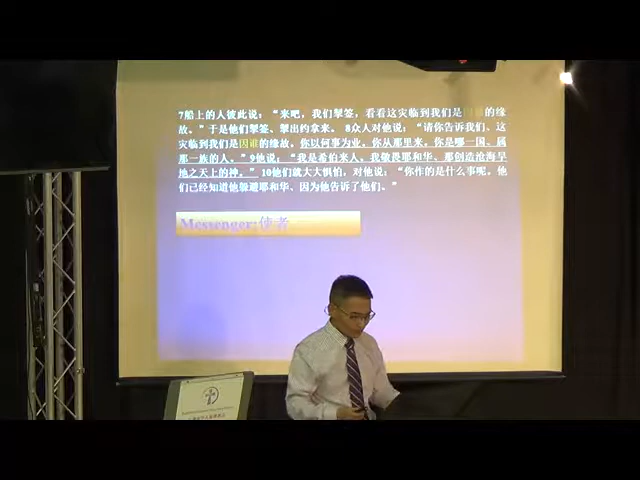 7船上的人彼此说：“来吧，我们掣签，看看这灾临到我们是因谁的缘
故。”于是他们掣签、掣出约拿来。 8众人对他说：“请你告诉我们、这
灾临到我们是因谁的缘故。你以何事为业。你从那里来。你是哪一国、属
那一族的人。”9他说：“我是希伯来人。我敬畏耶和华、那创造沧海旱
地之天上的神。” 10他们就大大惧怕，对他说：“你作的是什么事呢。他
们已经知道他躲避耶和华、因为他告诉了他们。”
Messenger:使者